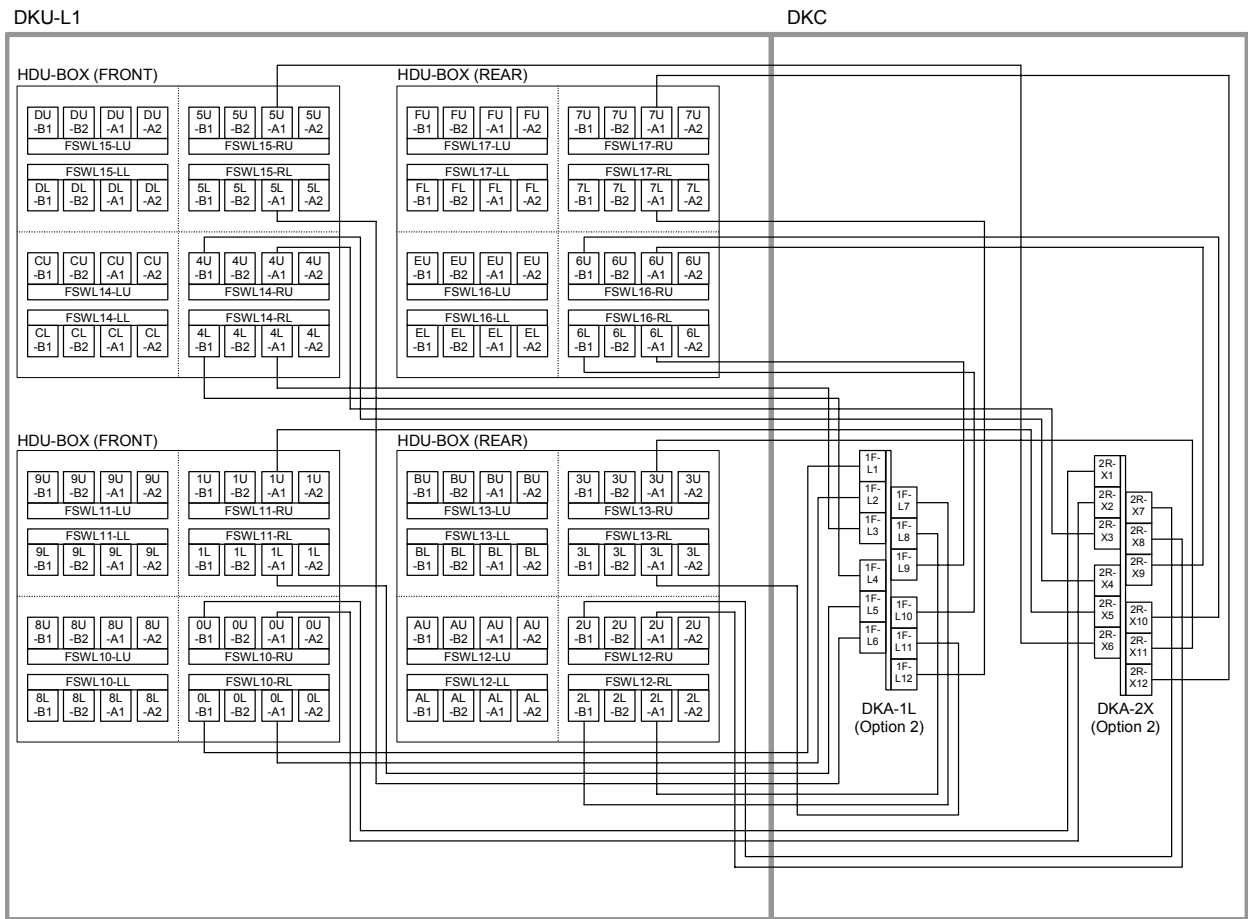 DKU-L1 DKC
HDU-BOX (FRONT) HDU-BOX (REAR)
DU DU DU DU 5U 5U 5U 5U FU FU FU FU 7U 7U 7U 7U
-B1 -B2 -A1 -A2 -B1 -B2 -A1 -A2 -B1 -B2 -A1 -A2 -B1 -B2 -A1 -A2
FSWL15-LU FSWL15-RU FSWL17-LU FSWL17-RU
FSWL15-LL FSWL15-RL FSWL17-LL FSWL17-RL
DL DL DL DL 5L 5L 5L 5L FL FL FL FL 7L 7L 7L 7L
-B1 -B2 -A1 -A2 -B1 -B2 -A1 -A2 -B1 -B2 -A1 -A2 -B1 -B2 -A1 -A2
CU CU CU CU 4U 4U 4U 4U EU EU EU EU 6U 6U 6U 6U
-B1 -B2 -A1 -A2 -B1 -B2 -A1 -A2 -B1 -B2 -A1 -A2 -B1 -B2 -A1 -A2
FSWL14-LU FSWL14-RU FSWL16-LU FSWL16-RU
FSWL14-LL FSWL14-RL FSWL16-LL FSWL16-RL
CL CL CL CL 4L 4L 4L 4L EL EL EL EL 6L 6L 6L 6L
-B1 -B2 -A1 -A2 -B1 -B2 -A1 -A2 -B1 -B2 -A1 -A2 -B1 -B2 -A1 -A2
HDU-BOX (FRONT) HDU-BOX (REAR)
9U 9U 9U 9U 1U 1U 1U 1U BU BU BU BU 3U 3U 3U 3U
-B1 -B2 -A1 -A2 -B1 -B2 -A1 -A2 -B1 -B2 -A1 -A2 -B1 -B2 -A1 -A2
FSWL11-LU FSWL11-RU FSWL13-LU FSWL13-RU
FSWL11-LL FSWL11-RL FSWL13-LL FSWL13-RL
9L 9L 9L 9L 1L 1L 1L 1L BL BL BL BL 3L 3L 3L 3L
-B1 -B2 -A1 -A2 -B1 -B2 -A1 -A2 -B1 -B2 -A1 -A2 -B1 -B2 -A1 -A2
8U 8U 8U 8U 0U 0U 0U 0U AU AU AU AU 2U 2U 2U 2U
-B1 -B2 -A1 -A2 -B1 -B2 -A1 -A2 -B1 -B2 -A1 -A2 -B1 -B2 -A1 -A2
FSWL10-LU FSWL10-RU FSWL12-LU FSWL12-RU
FSWL10-LL FSWL10-RL FSWL12-LL FSWL12-RL
8L 8L 8L 8L 0L 0L 0L 0L AL AL AL AL 2L 2L 2L 2L
-B1 -B2 -A1 -A2 -B1 -B2 -A1 -A2 -B1 -B2 -A1 -A2 -B1 -B2 -A1 -A2
1F-
L1
1F-
L2
1F-
L3
1F-
L4
1F-
L5
1F-
L6
1F-
L7
1F-
L8
1F-
L9
1F-
L10
1F-
L11
1F-
L12
DKA-1L
(Option 2)
2R-
X1
2R-
X2
2R-
X3
2R-
X4
2R-
X5
2R-
X6
2R-
X7
2R-
X8
2R-
X9
2R-
X10
2R-
X11
2R-
X12
DKA-2X
(Option 2)